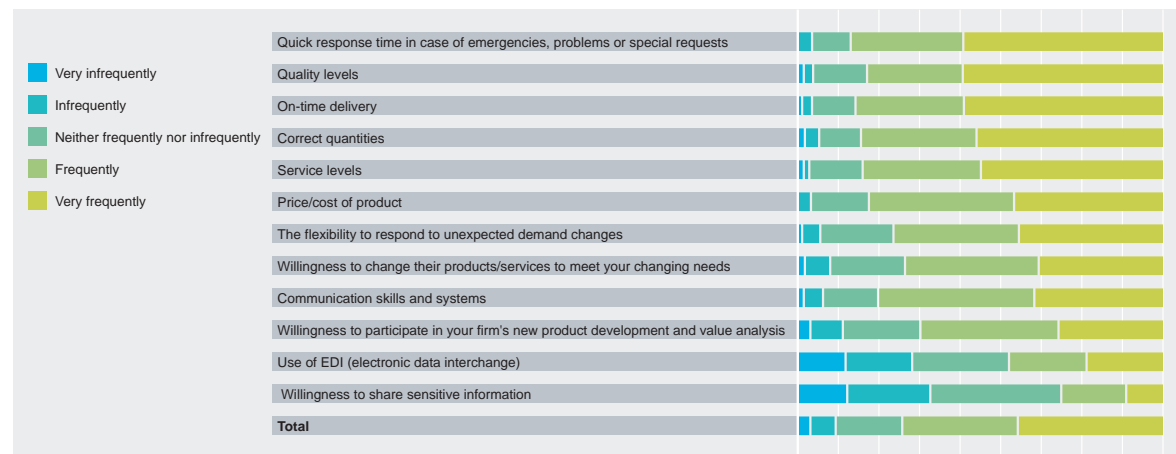 Very infrequently
Infrequently
Neither frequently nor infrequently
Frequently
Very frequently
Quick response time in case of emergencies, problems or special requests
Quality levels
On-time delivery
Correct quantities
Service levels
Price/cost of product
The flexibility to respond to unexpected demand changes
Willingness to change their products/services to meet your changing needs
Communication skills and systems
Willingness to participate in your firm's new product development and value analysis
Use of EDI (electronic data interchange)
Willingness to share sensitive information
Total